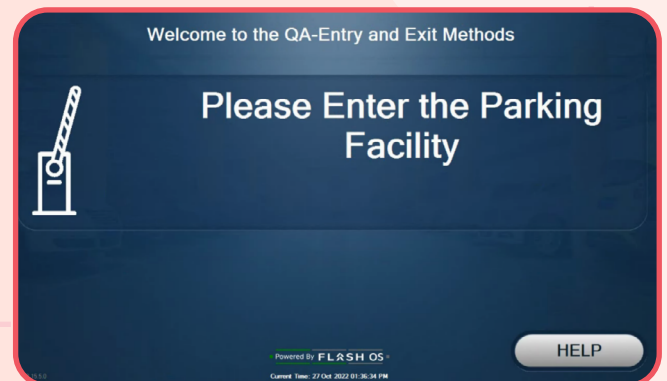 Welcome to the QA-Entry and Exit Methods
Please Enter the Parking
Facility
HELP
Powered By FLASH OS
Current Time: 27 Oct 2022 01:36:34 PM